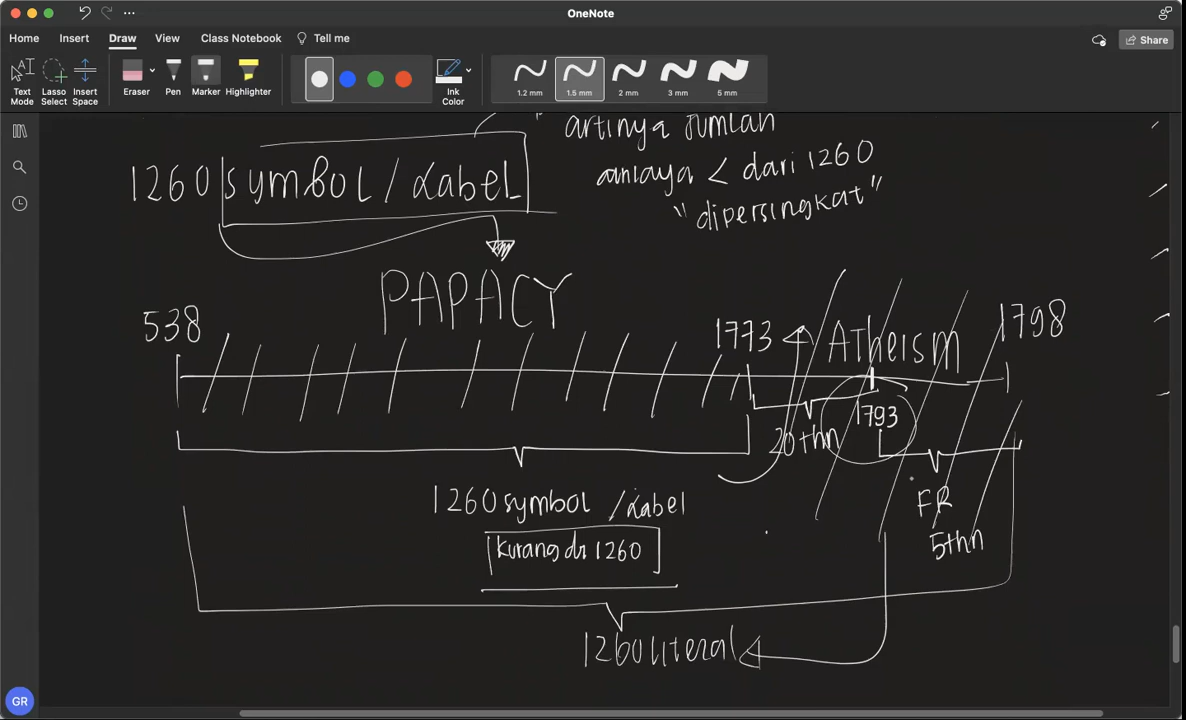 OneNote
Home Insert Draw View Class Notebook Tell me
Share
Text Mode
Lasso Select
Insert Space
Eraser
Pen
Marker
Highlighter
Ink Color
1.2 mm
1.5 mm
2 mm
3 mm
5 mm
artinya jumlah
1260 symbol / Label
anlaya < dari 1260
"dipersingkat"
PAPACY
538
1773
Atheism
1798
1793
20thn
1260 symbol / Label
FR
5thn
Kurang dr 1260
1260 literal
GR